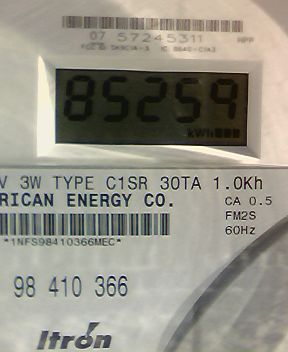 07 57245311
85259
kWh
V 3W TYPE C1SR 30TA 1.0Kh
RICAN ENERGY CO.
CA 0.5
FM2S
60Hz
*1NFS98410366MEC*
98 410 366
Itron